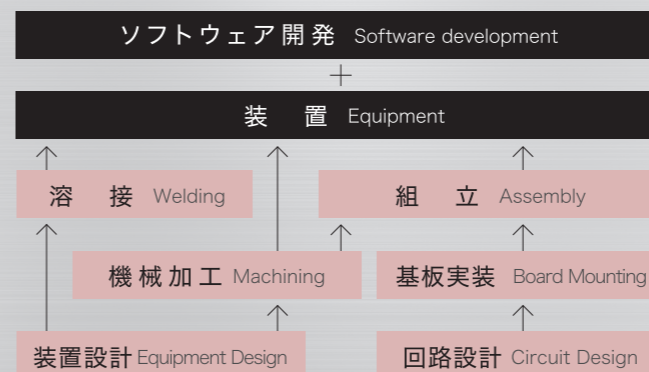 ソフトウェア開発 Software development
+
装置 Equipment
溶接 Welding
組立 Assembly
機械加工 Machining
基板実装 Board Mounting
装置設計 Equipment Design
回路設計 Circuit Design